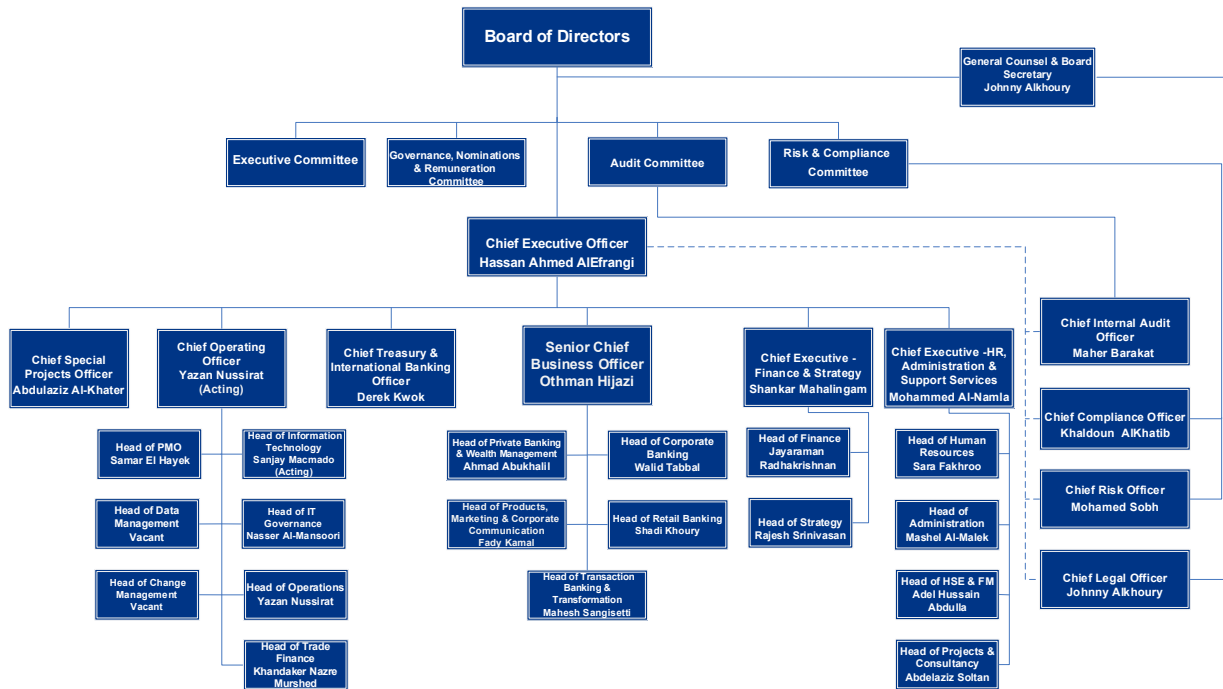 Board of Directors
General Counsel & Board
Secretary
Johnny Alkhoury
Executive Committee
Governance, Nominations
& Remuneration
Committee
Audit Committee
Risk & Compliance
Committee
Chief Executive Officer
Hassan Ahmed AlEfrangi
Chief Special
Projects Officer
Abdulaziz Al-Khater
Chief Operating
Officer
Yazan Nussirat
(Acting)
Chief Treasury &
International Banking
Officer
Derek Kwok
Senior Chief
Business Officer
Othman Hijazi
Chief Executive -
Finance & Strategy
Shankar Mahalingam
Chief Executive -HR,
Administration &
Support Services
Mohammed Al-Namla
Chief Internal Audit
Officer
Maher Barakat
Chief Compliance Officer
Khaldoun AlKhatib
Chief Risk Officer
Mohamed Sobh
Chief Legal Officer
Johnny Alkhoury
Head of PMO
Samar El Hayek
Head of Information
Technology
Sanjay Macmado
(Acting)
Head of Data
Management
Vacant
Head of IT
Governance
Nasser Al-Mansoori
Head of Change
Management
Vacant
Head of Operations
Yazan Nussirat
Head of Trade
Finance
Khandaker Nazre
Murshed
Head of Private Banking
& Wealth Management
Ahmad Abukhalil
Head of Corporate
Banking
Walid Tabbal
Head of Products,
Marketing & Corporate
Communication
Fady Kamal
Head of Retail Banking
Shadi Khoury
Head of Transaction
Banking &
Transformation
Mahesh Sangisetti
Head of Finance
Jayaraman
Radhakrishnan
Head of Strategy
Rajesh Srinivasan
Head of Human
Resources
Sara Fakhroo
Head of
Administration
Mashel Al-Malek
Head of HSE & FM
Adel Hussain
Abdulla
Head of Projects &
Consultancy
Abdelaziz Soltan